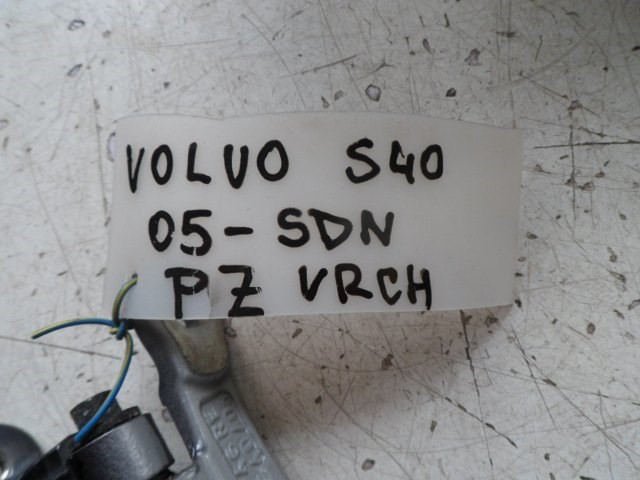 VOLVO S40
05- SDN
PZ VRCH